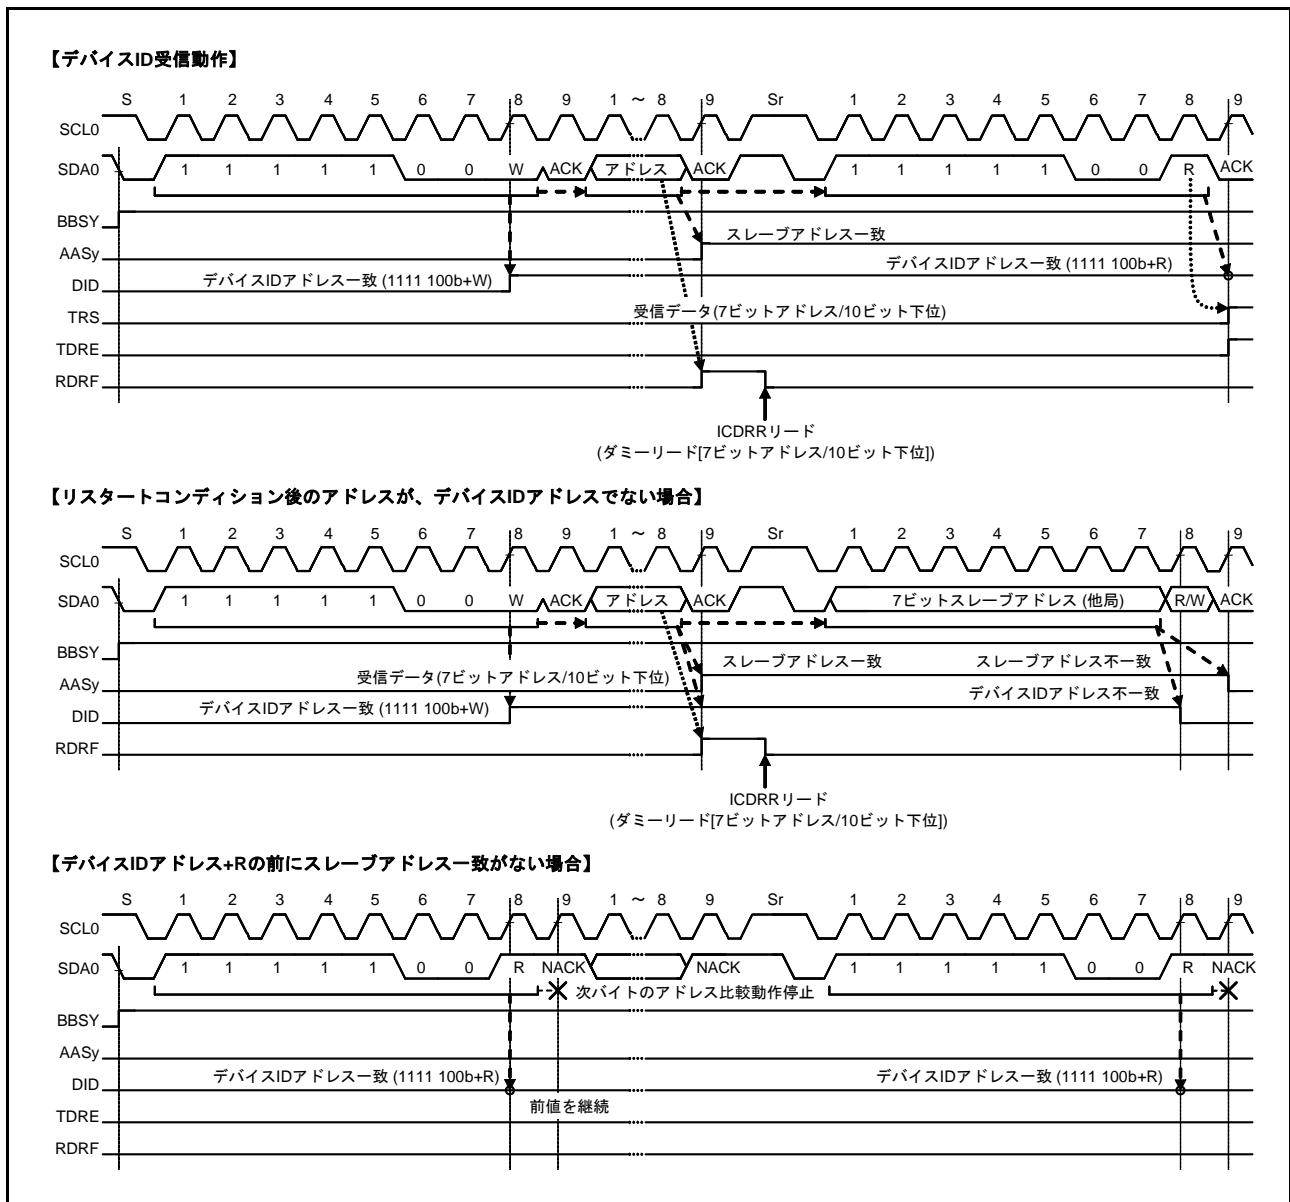 【デバイスID受信動作】
S 1 2 3 4 5 6 7 8 9 1 ~ 8 9 Sr 1 2 3 4 5 6 7 8 9
SCL0
SDA0 1 1 1 1 1 0 0 W ACK アドレス ACK 1 1 1 1 1 0 0 R ACK
BBSY
スレーブアドレス一致
AASy
デバイスIDアドレス一致 (1111 100b+W) デバイスIDアドレス一致 (1111 100b+R)
DID
受信データ(7ビットアドレス/10ビット下位)
TRS
TDRE
RDRF
ICDRRリード
(ダミーリード[7ビットアドレス/10ビット下位])
【リスタートコンディション後のアドレスが、デバイスIDアドレスでない場合】
S 1 2 3 4 5 6 7 8 9 1 ~ 8 9 Sr 1 2 3 4 5 6 7 8 9
SCL0
SDA0 1 1 1 1 1 0 0 W ACK アドレス ACK 7ビットスレーブアドレス (他局) R/W ACK
BBSY
スレーブアドレス一致 スレーブアドレス不一致
受信データ(7ビットアドレス/10ビット下位)
AASy
デバイスIDアドレス一致 (1111 100b+W) デバイスIDアドレス不一致
DID
RDRF
ICDRRリード
(ダミーリード[7ビットアドレス/10ビット下位])
【デバイスIDアドレス+Rの前にスレーブアドレス一致がない場合】
S 1 2 3 4 5 6 7 8 9 1 ~ 8 9 Sr 1 2 3 4 5 6 7 8 9
SCL0
SDA0 1 1 1 1 1 0 0 R NACK NACK 1 1 1 1 1 0 0 R NACK
次バイトのアドレス比較動作停止
BBSY
AASy
デバイスIDアドレス一致 (1111 100b+R) デバイスIDアドレス一致 (1111 100b+R)
DID
前値を継続
TDRE
RDRF